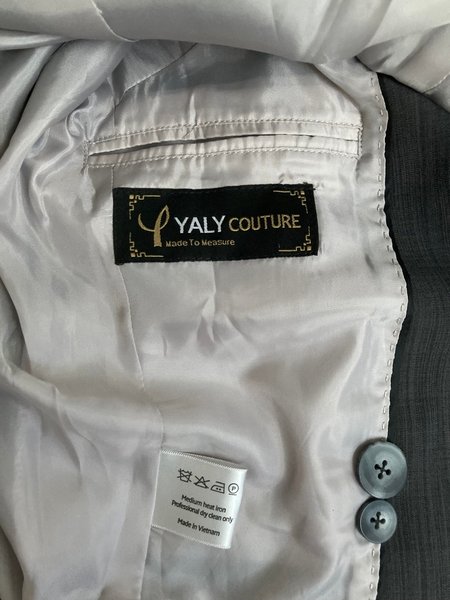 YALY COUTURE
Made To Measure
P
Medium heat iron
Professional dry clean only
Made in Vietnam